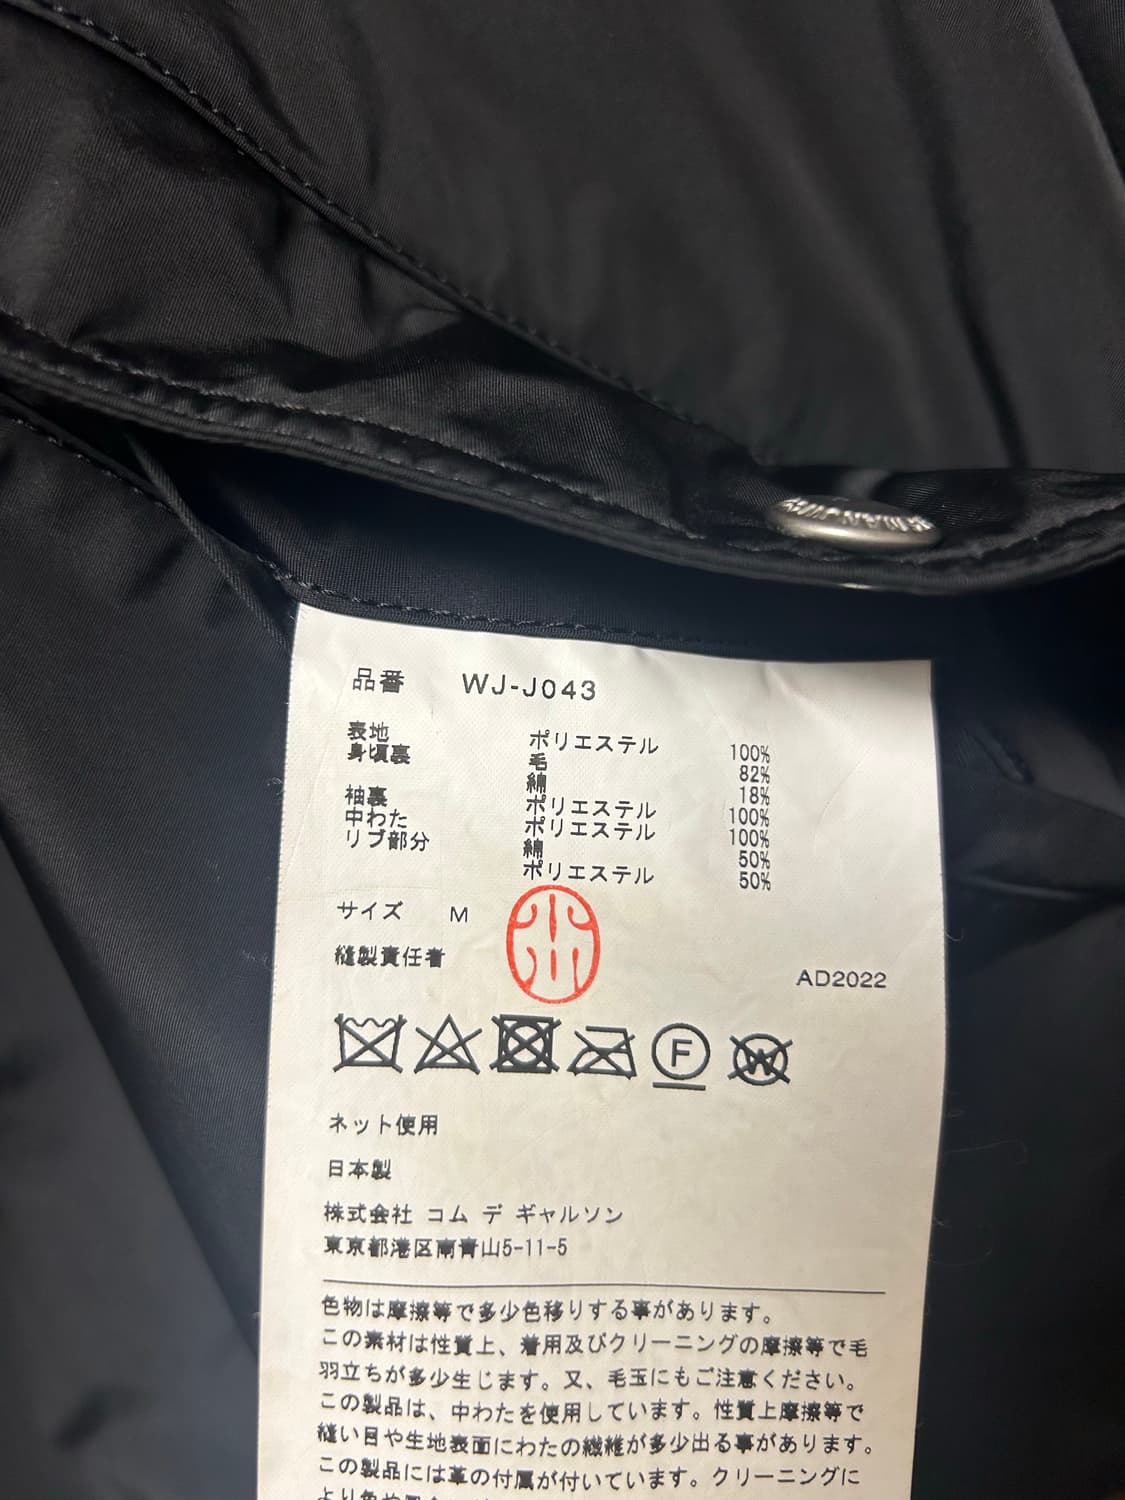 品番 WJ-J043
表地 ポリエステル 100%
身頃裏 毛 82%
綿 18%
袖裏 ポリエステル 100%
中わた ポリエステル 100%
リブ部分 綿 50%
ポリエステル 50%
サイズ M
縫製責任者
AD2022
F
W
ネット使用
日本製
株式会社 コム デ ギャルソン
東京都港区南青山5-11-5
色物は摩擦等で多少色移りする事があります。
この素材は性質上、着用及びクリーニングの摩擦等で毛
羽立ちが多少生じます。又、毛玉にもご注意ください。
この製品は、中わたを使用しています。性質上摩擦等で
縫い目や生地表面にわたの繊維が多少出る事があります。
この製品には革の付属が付いています。クリーニングに